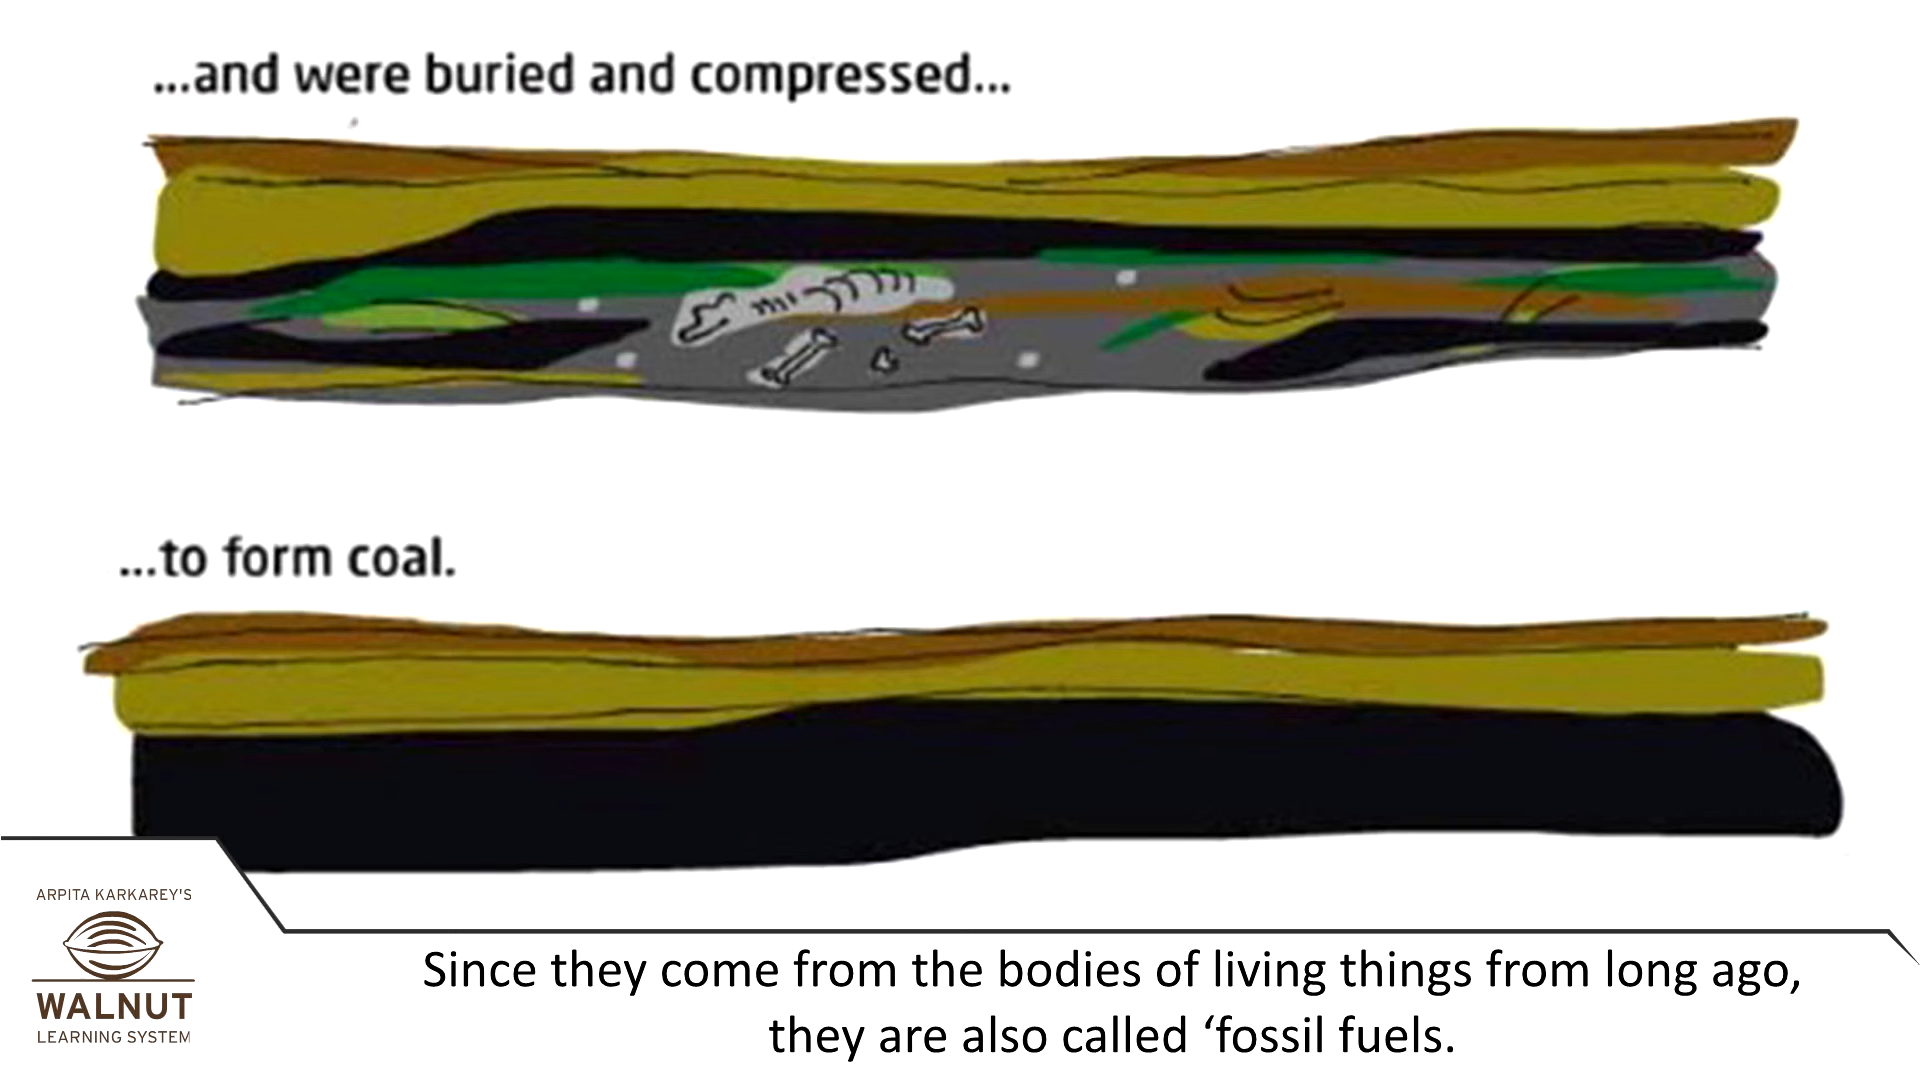 ...and were buried and compressed...
...to form coal.
ARPITA KARKAREY'S
WALNUT
LEARNING SYSTEM
Since they come from the bodies of living things from long ago,
they are also called ‘fossil fuels.